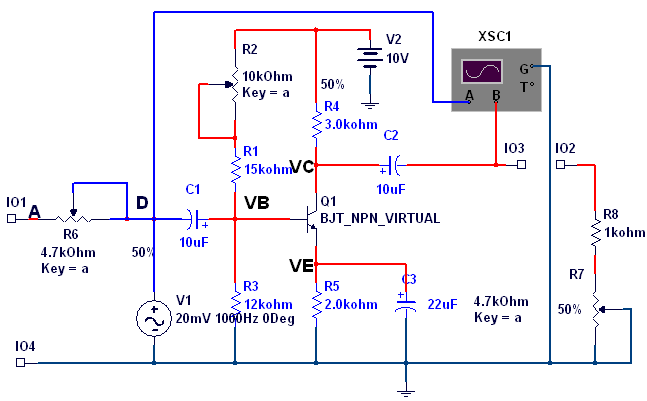 XSC1
G
T
A B
V2
10V
R2
10kOhm
Key = a
50%
R4
3.0kohm
C2
10uF
IO3
IO2
R1
15kohm
VC
IO1
A
D
C1
10uF
VB
Q1
BJT_NPN_VIRTUAL
R6
4.7kOhm
Key = a
50%
R8
1kohm
VE
R7
50%
4.7kOhm
Key = a
C3
22uF
V1
20mV 1000Hz 0Deg
R3
12kohm
R5
2.0kohm
IO4